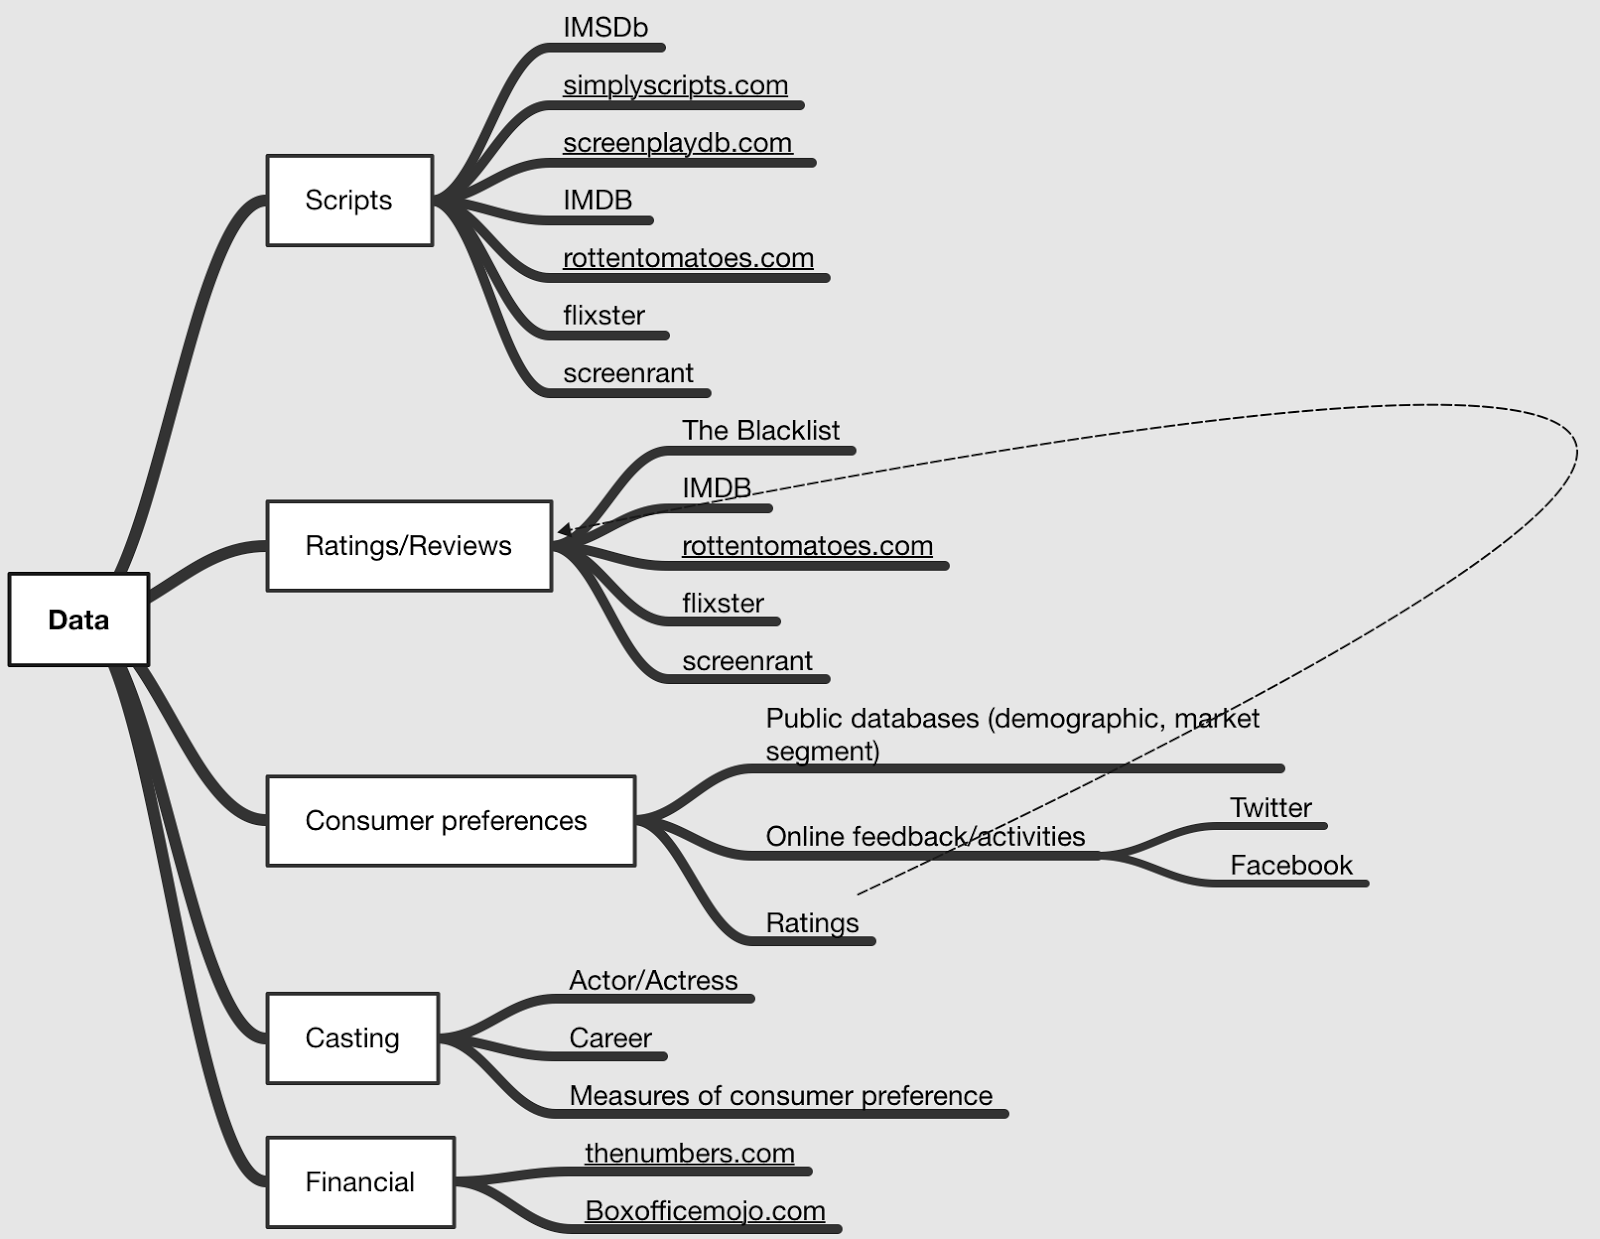 IMSDb
simplyscripts.com
screenplaydb.com
Scripts
IMDB
rottentomatoes.com
flixster
screenrant
The Blacklist
IMDB
Ratings/Reviews
rottentomatoes.com
flixster
screenrant
Data
Public databases (demographic, market
segment)
Consumer preferences
Online feedback/activities
Twitter
Facebook
Ratings
Actor/Actress
Casting
Career
Measures of consumer preference
thenumbers.com
Financial
Boxofficemojo.com